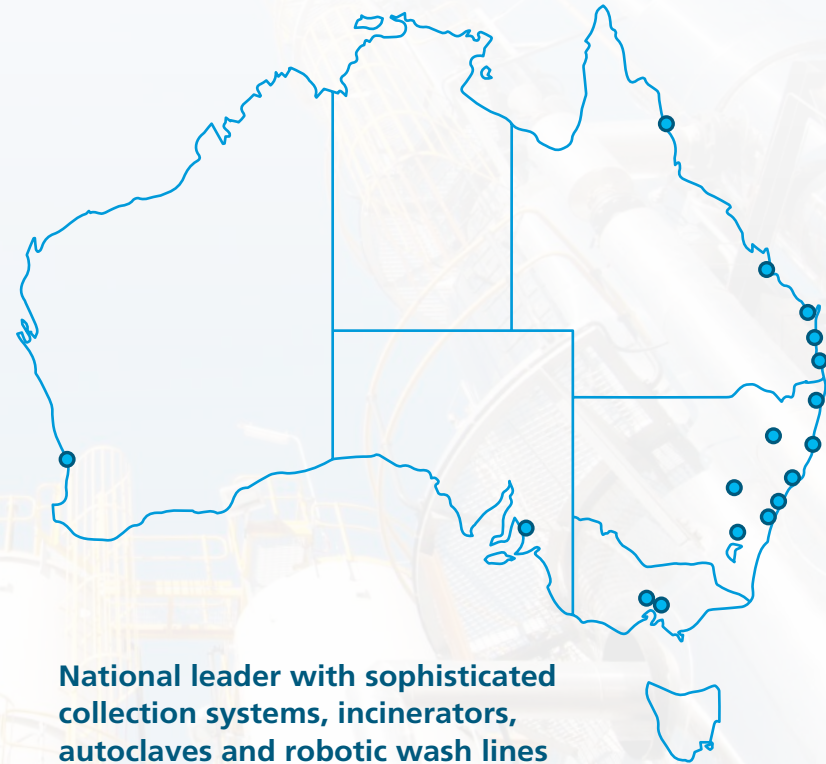 National leader with sophisticated
collection systems, incinerators,
autoclaves and robotic wash lines